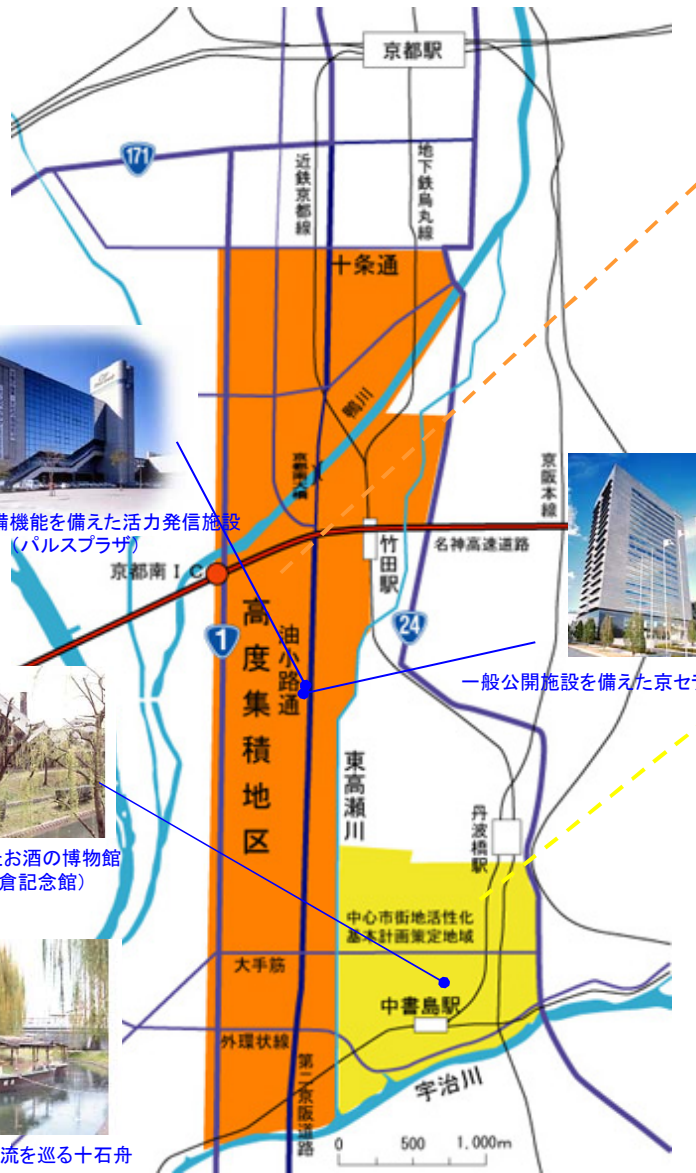 京都駅
171
近鉄京都線
地下鉄烏丸線
十条通
鴨川
京都南大橋
京阪本線
備機能を備えた活力発信施設
（パルスプラザ）
竹田駅
名神高速道路
京都南IC
高度集積地区
1
油小路通
24
一般公開施設を備えた京セラ
東高瀬川
丹波橋駅
お酒の博物館
倉記念館）
中心市街地活性化
基本計画策定地域
大手筋
中書島駅
外環状線
第二京阪道路
宇治川
流を巡る十石舟
0 500 1,000m